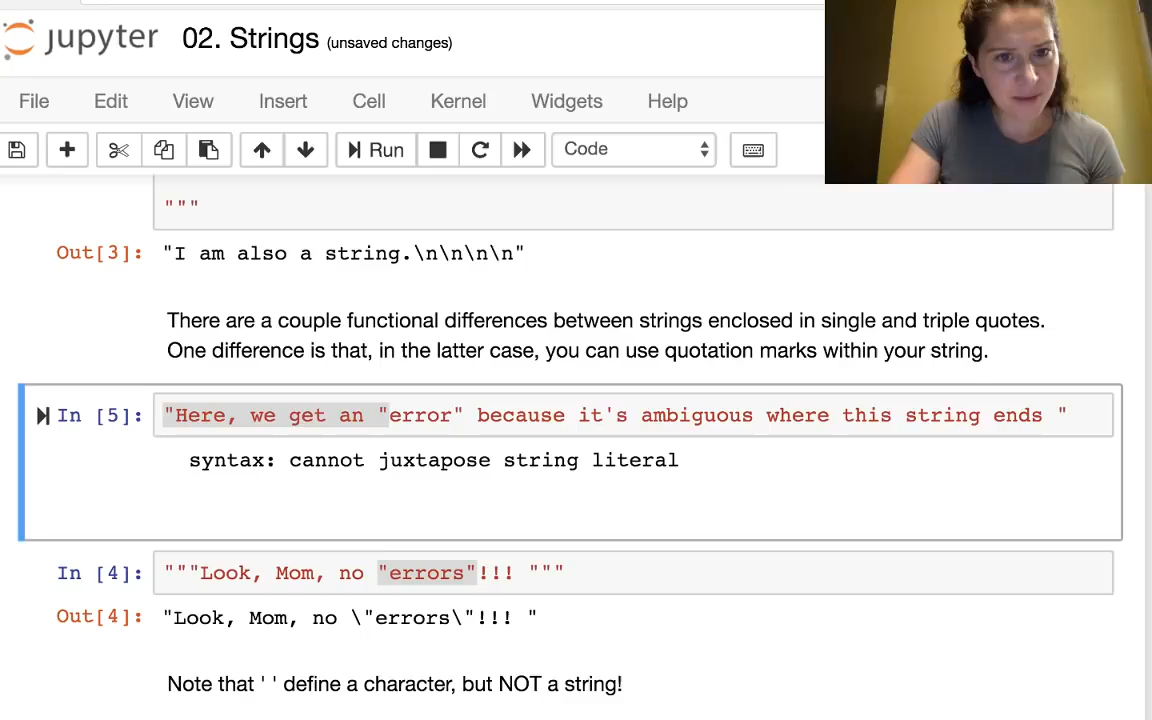 jupyter 02. Strings (unsaved changes)
File Edit View Insert Cell Kernel Widgets Help
Run Code
"""
Out[3]: "I am also a string.\n\n\n\n"
There are a couple functional differences between strings enclosed in single and triple quotes.
One difference is that, in the latter case, you can use quotation marks within your string.
In [5]: "Here, we get an "error" because it's ambiguous where this string ends "
syntax: cannot juxtapose string literal
In [4]: """Look, Mom, no "errors"!!! """
Out[4]: "Look, Mom, no \"errors\"!!! "
Note that ' ' define a character, but NOT a string!